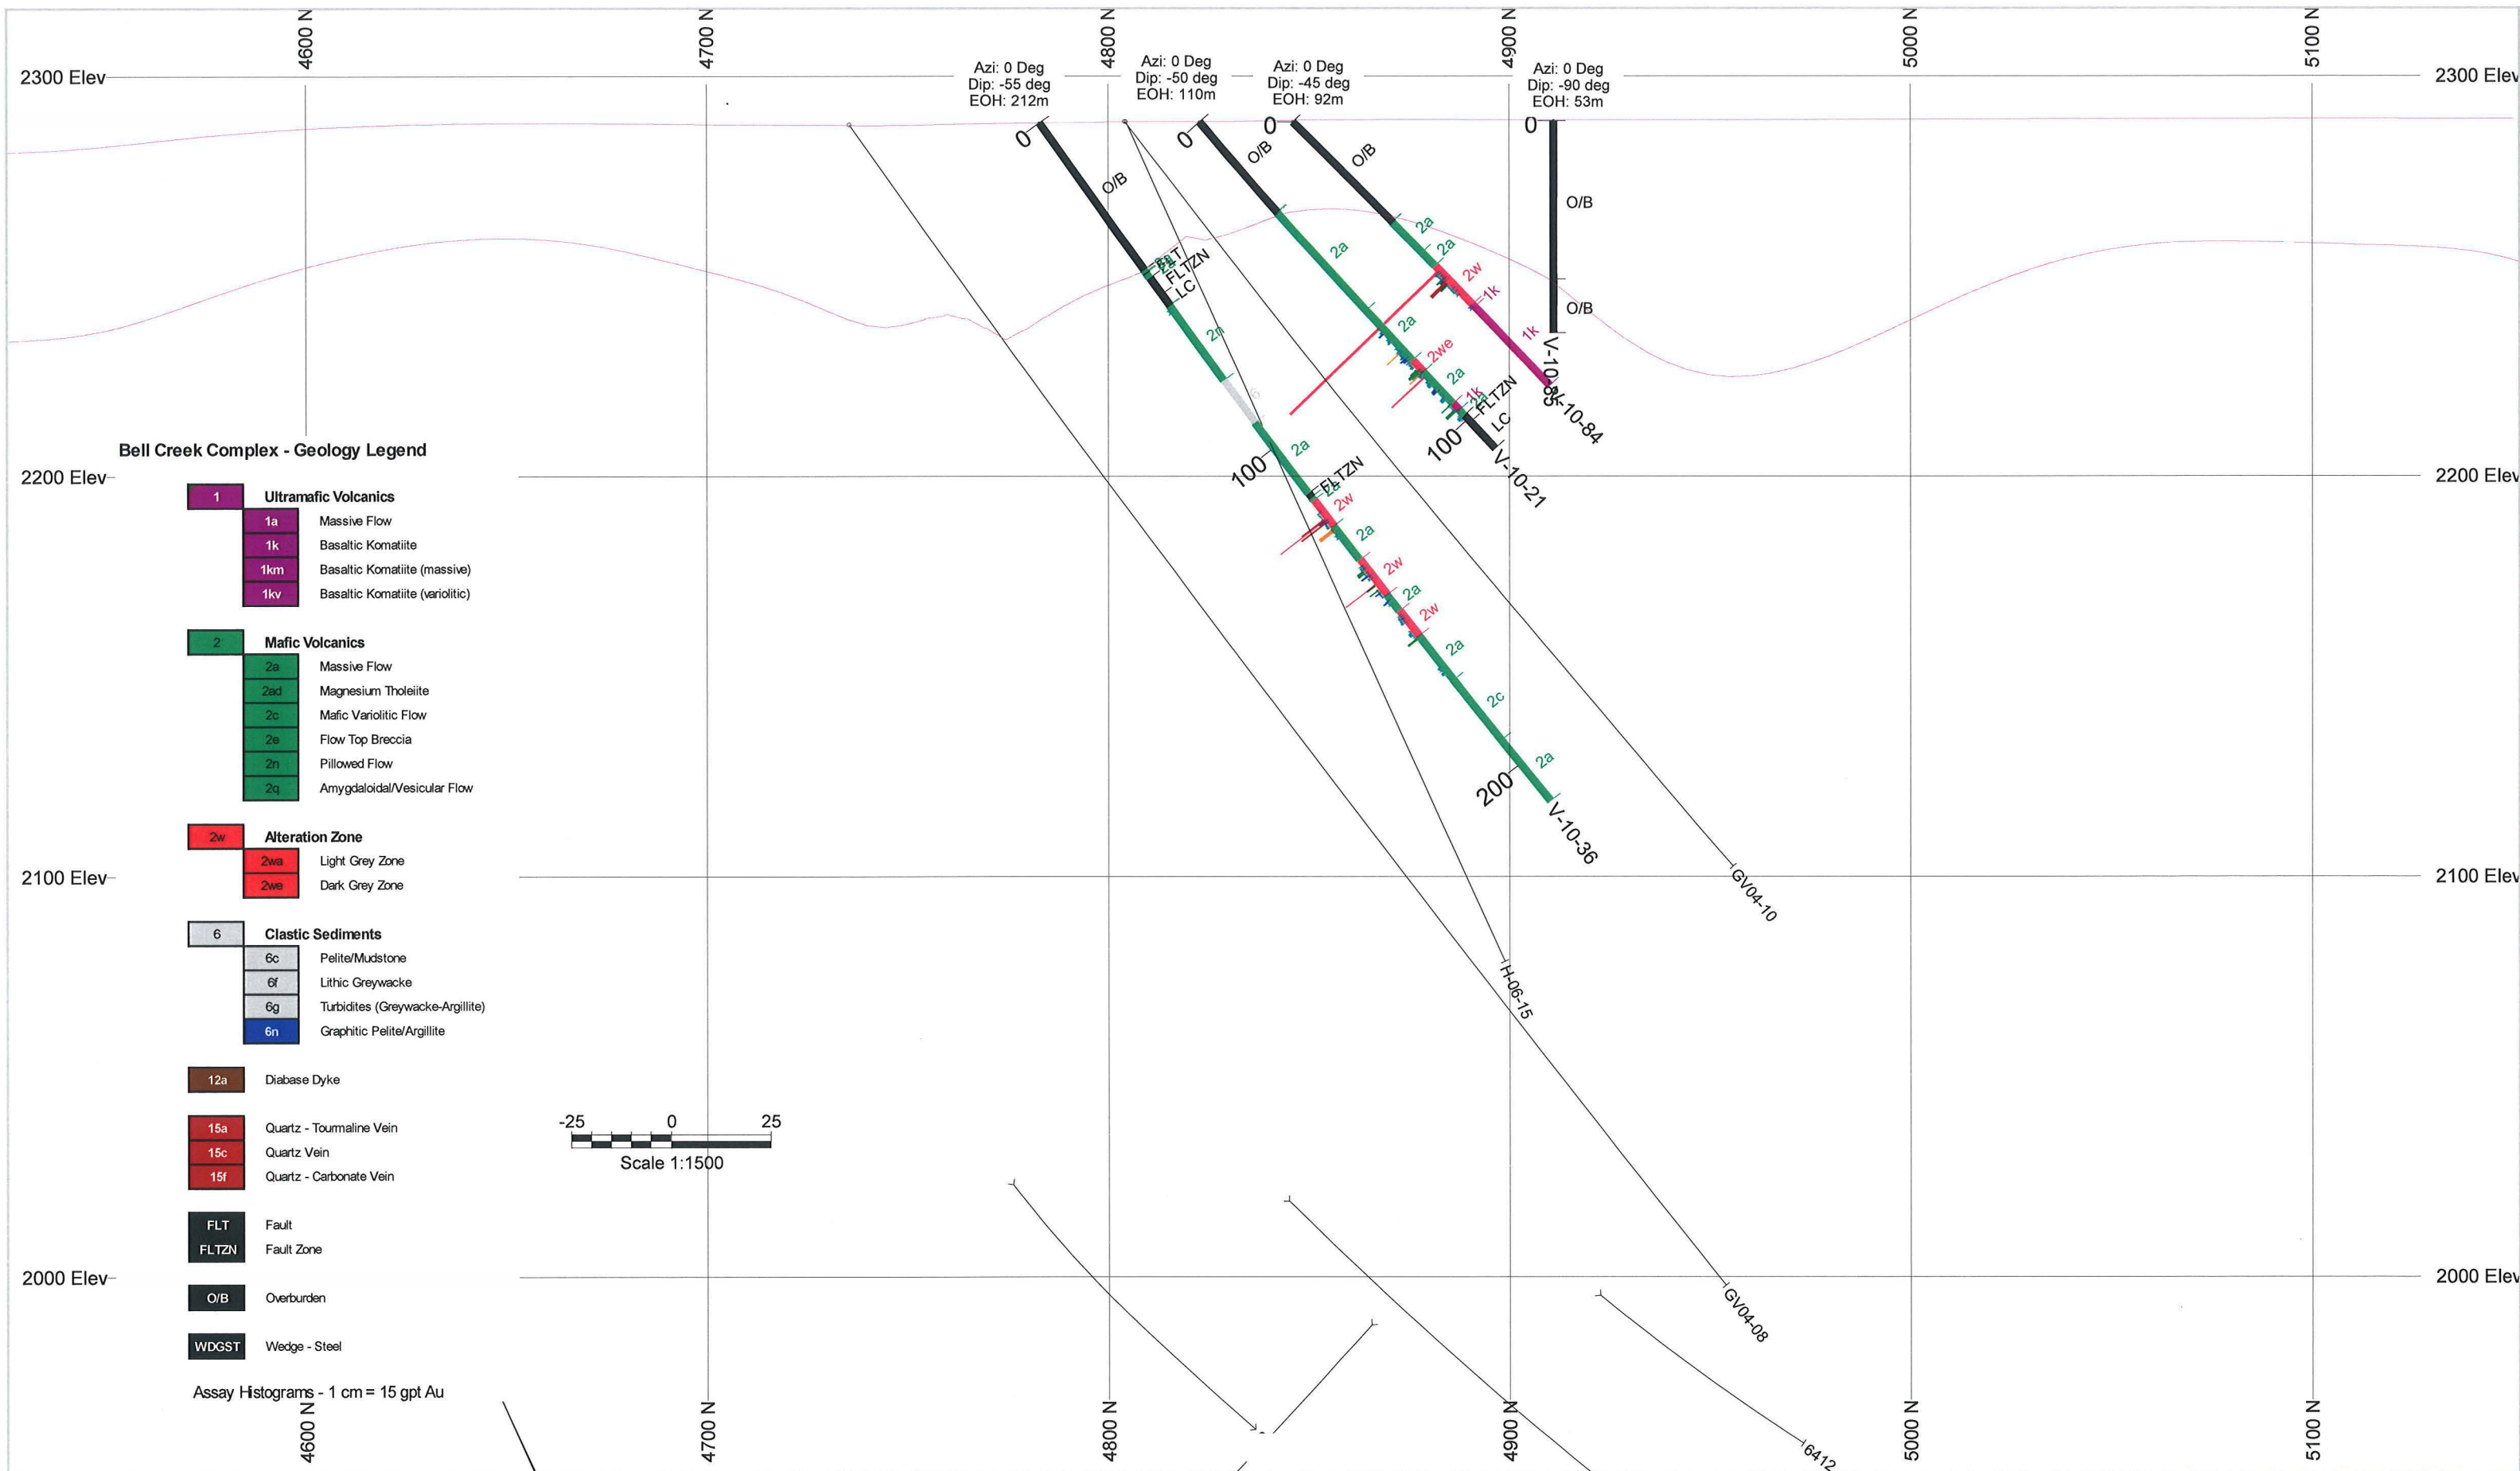 4600 N
4700 N
4800 N
4900 N
5000 N
5100 N
2300 Elev
2300 Elev
Azi: 0 Deg
Dip: -55 deg
EOH: 212m
Azi: 0 Deg
Dip: -50 deg
EOH: 110m
Azi: 0 Deg
Dip: -45 deg
EOH: 92m
Azi: 0 Deg
Dip: -90 deg
EOH: 53m
0
O/B
FLT
FLTZN
LC
2n
6
2a
100
FLTZN
2a
2w
2a
2w
2a
2w
2a
2c
2a
200
V-10-36
0
O/B
2a
2a
2we
2a
1k
2a
FLTZN
LC
100
V-10-21
0
O/B
2a
2a
2w
1k
1k
V-10-84
0
O/B
O/B
V-10-85
GV04-10
H-06-15
GV04-08
6412
2200 Elev
2200 Elev
2100 Elev
2100 Elev
2000 Elev
2000 Elev
Bell Creek Complex - Geology Legend
1 Ultramafic Volcanics
1a Massive Flow
1k Basaltic Komatiite
1km Basaltic Komatiite (massive)
1kv Basaltic Komatiite (variolitic)
2 Mafic Volcanics
2a Massive Flow
2ad Magnesium Tholeiite
2c Mafic Variolitic Flow
2e Flow Top Breccia
2n Pillowed Flow
2q Amygdaloidal/Vesicular Flow
2w Alteration Zone
2wa Light Grey Zone
2we Dark Grey Zone
6 Clastic Sediments
6c Pelite/Mudstone
6f Lithic Greywacke
6g Turbidites (Greywacke-Argillite)
6n Graphitic Pelite/Argillite
12a Diabase Dyke
15a Quartz - Tourmaline Vein
15c Quartz Vein
15f Quartz - Carbonate Vein
FLT Fault
FLTZN Fault Zone
O/B Overburden
WDGST Wedge - Steel
Assay Histograms - 1 cm = 15 gpt Au
-25 0 25
Scale 1:1500
4600 N
4700 N
4800 N
4900 N
5000 N
5100 N